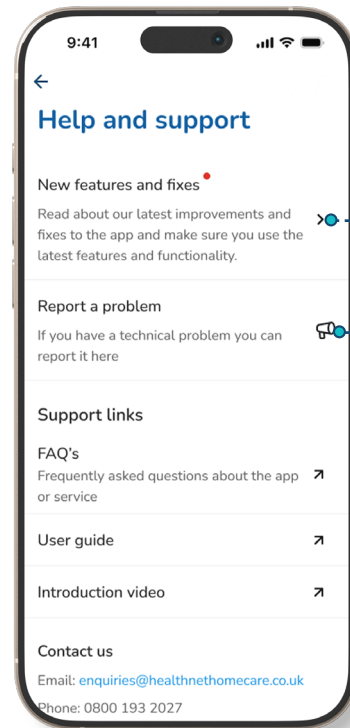 9:41
Help and support
New features and fixes
Read about our latest improvements and
fixes to the app and make sure you use the
latest features and functionality.
Report a problem
If you have a technical problem you can
report it here
Support links
FAQ's
Frequently asked questions about the app
or service
User guide
Introduction video
Contact us
Email: enquiries@healthnethomecare.co.uk
Phone: 0800 193 2027